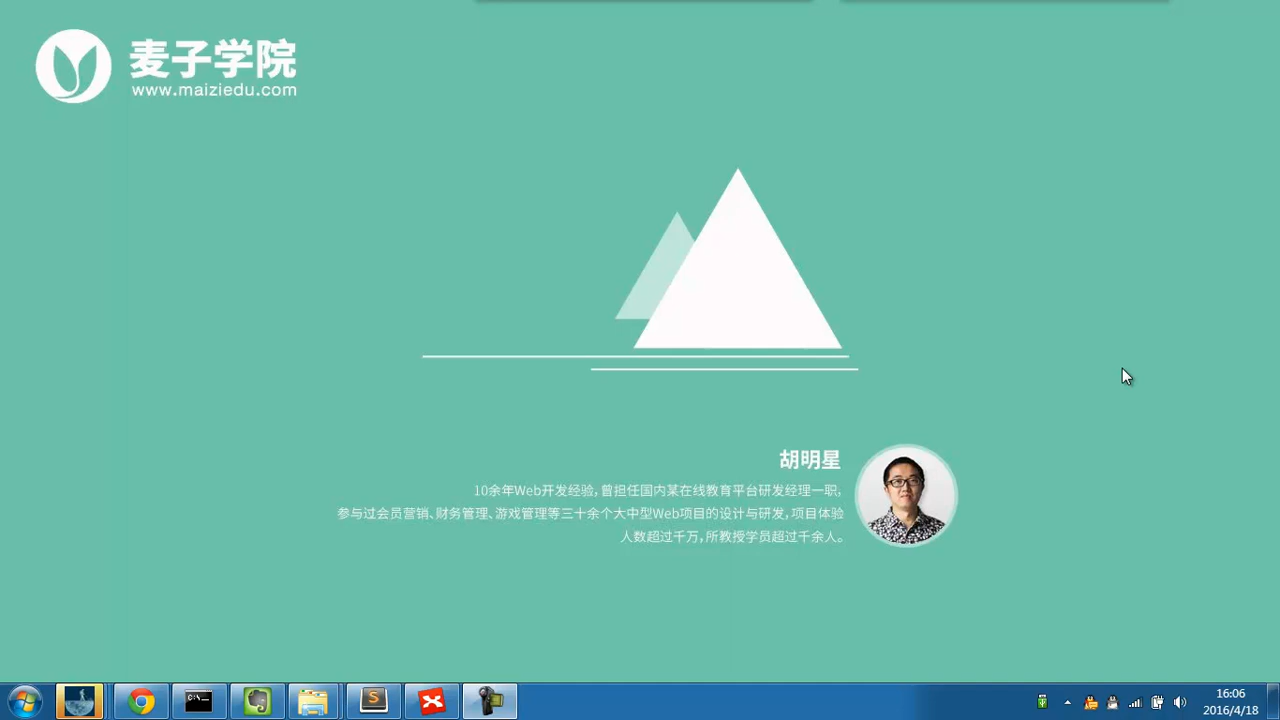 麦子学院
www.maiziedu.com
胡明星
10余年Web开发经验,曾担任国内某在线教育平台研发经理一职,
参与过会员营销、财务管理、游戏管理等三十余个大中型Web项目的设计与研发,项目体验
人数超过千万,所教授学员超过千余人。
C:\_
S
16:06
2016/4/18